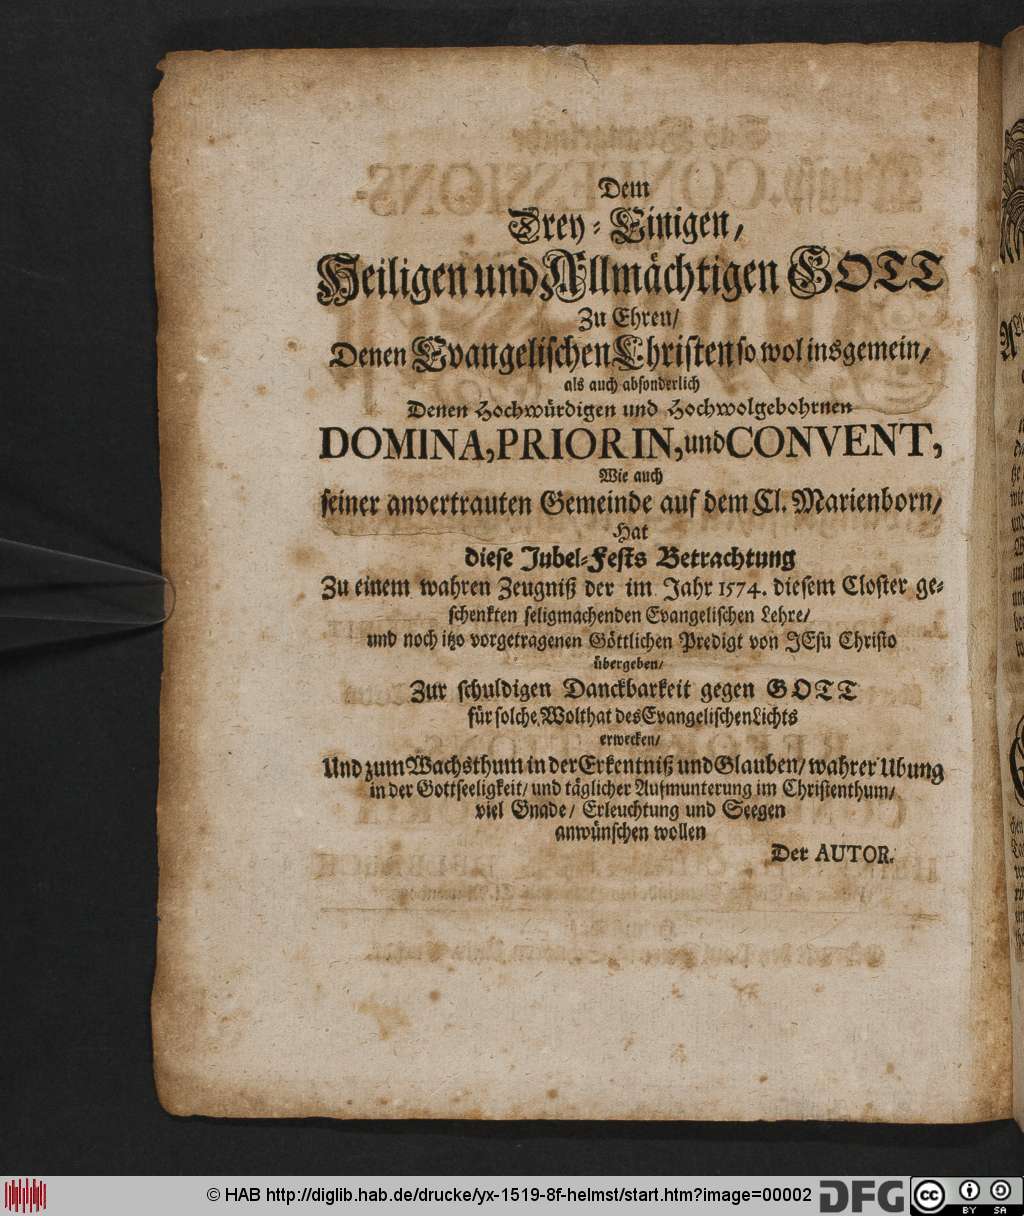 Dem
Drey-Einigen/
Heiligen und Allmächtigen GOTT
Zu Ehren/
Denen Evangelischen Christen so wol insgemein/
als auch absonderlich
Denen Hochwürdigen und Hochwolgebohrnen
DOMINA, PRIORIN, und CONVENT,
Wie auch
seiner anvertrauten Gemeinde auf dem Cl. Marienborn/
Hat
diese Jubel-Fests Betrachtung
Zu einem wahren Zeugniß der im Jahr 1574. diesem Closter ge-
schenkten seligmachenden Evangelischen Lehre/
und noch itzo vorgetragenen Göttlichen Predigt von JEsu Christo
übergeben/
Zur schuldigen Danckbarkeit gegen GOTT
für solche Wolthat des Evangelischen Lichts
erwecken/
Und zum Wachsthum in der Erkentniß und Glauben/ wahrer Ubung
in der Gottseeligkeit/ und täglicher Aufmunterung im Christenthum/
viel Gnade/ Erleuchtung und Seegen
anwünschen wollen
Der AUTOR.
© HAB http://diglib.hab.de/drucke/yx-1519-8f-helmst/start.htm?image=00002
DFG
cc BY SA